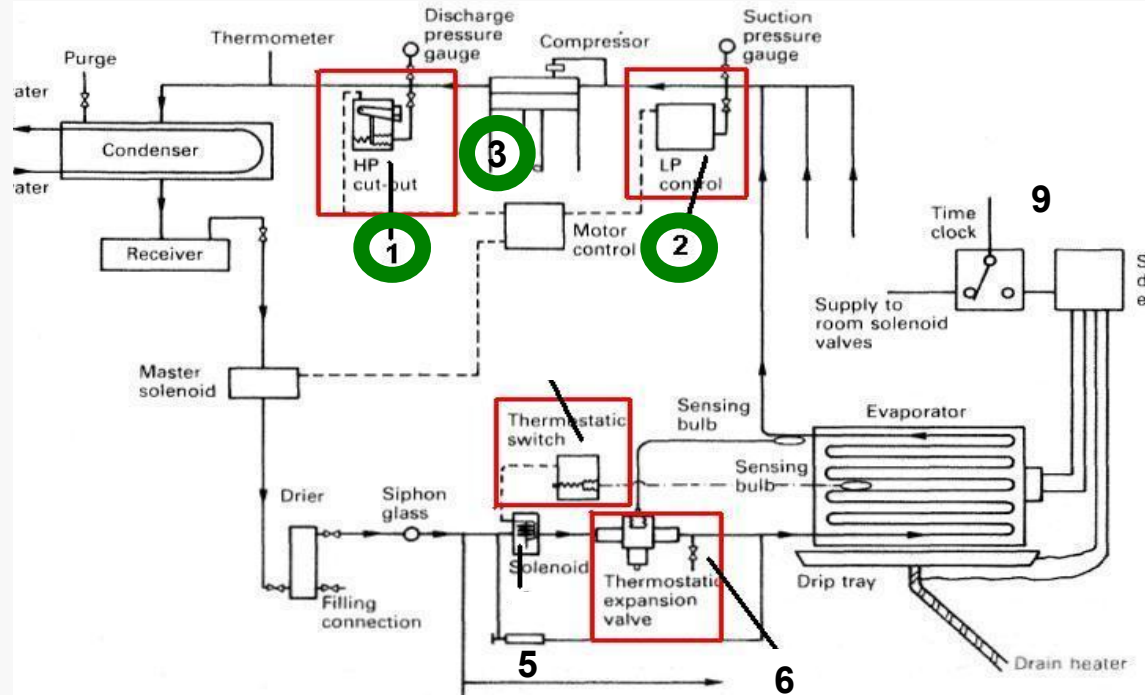 Discharge
pressure
gauge
Suction
pressure
gauge
Thermometer
Compressor
Purge
ater
Condenser
3
HP
cut-out
LP
control
9
vater
1
Motor
control
2
Time
clock
Receiver
S
d
e
Supply to
room solenoid
valves
Master
solenoid
Thermostatic
switch
Sensing
bulb
Evaporator
Sensing
bulb
Drier
Siphon
glass
Solenoid
Thermostatic
expansion
valve
Drip tray
Filling
connection
5
6
Drain heater